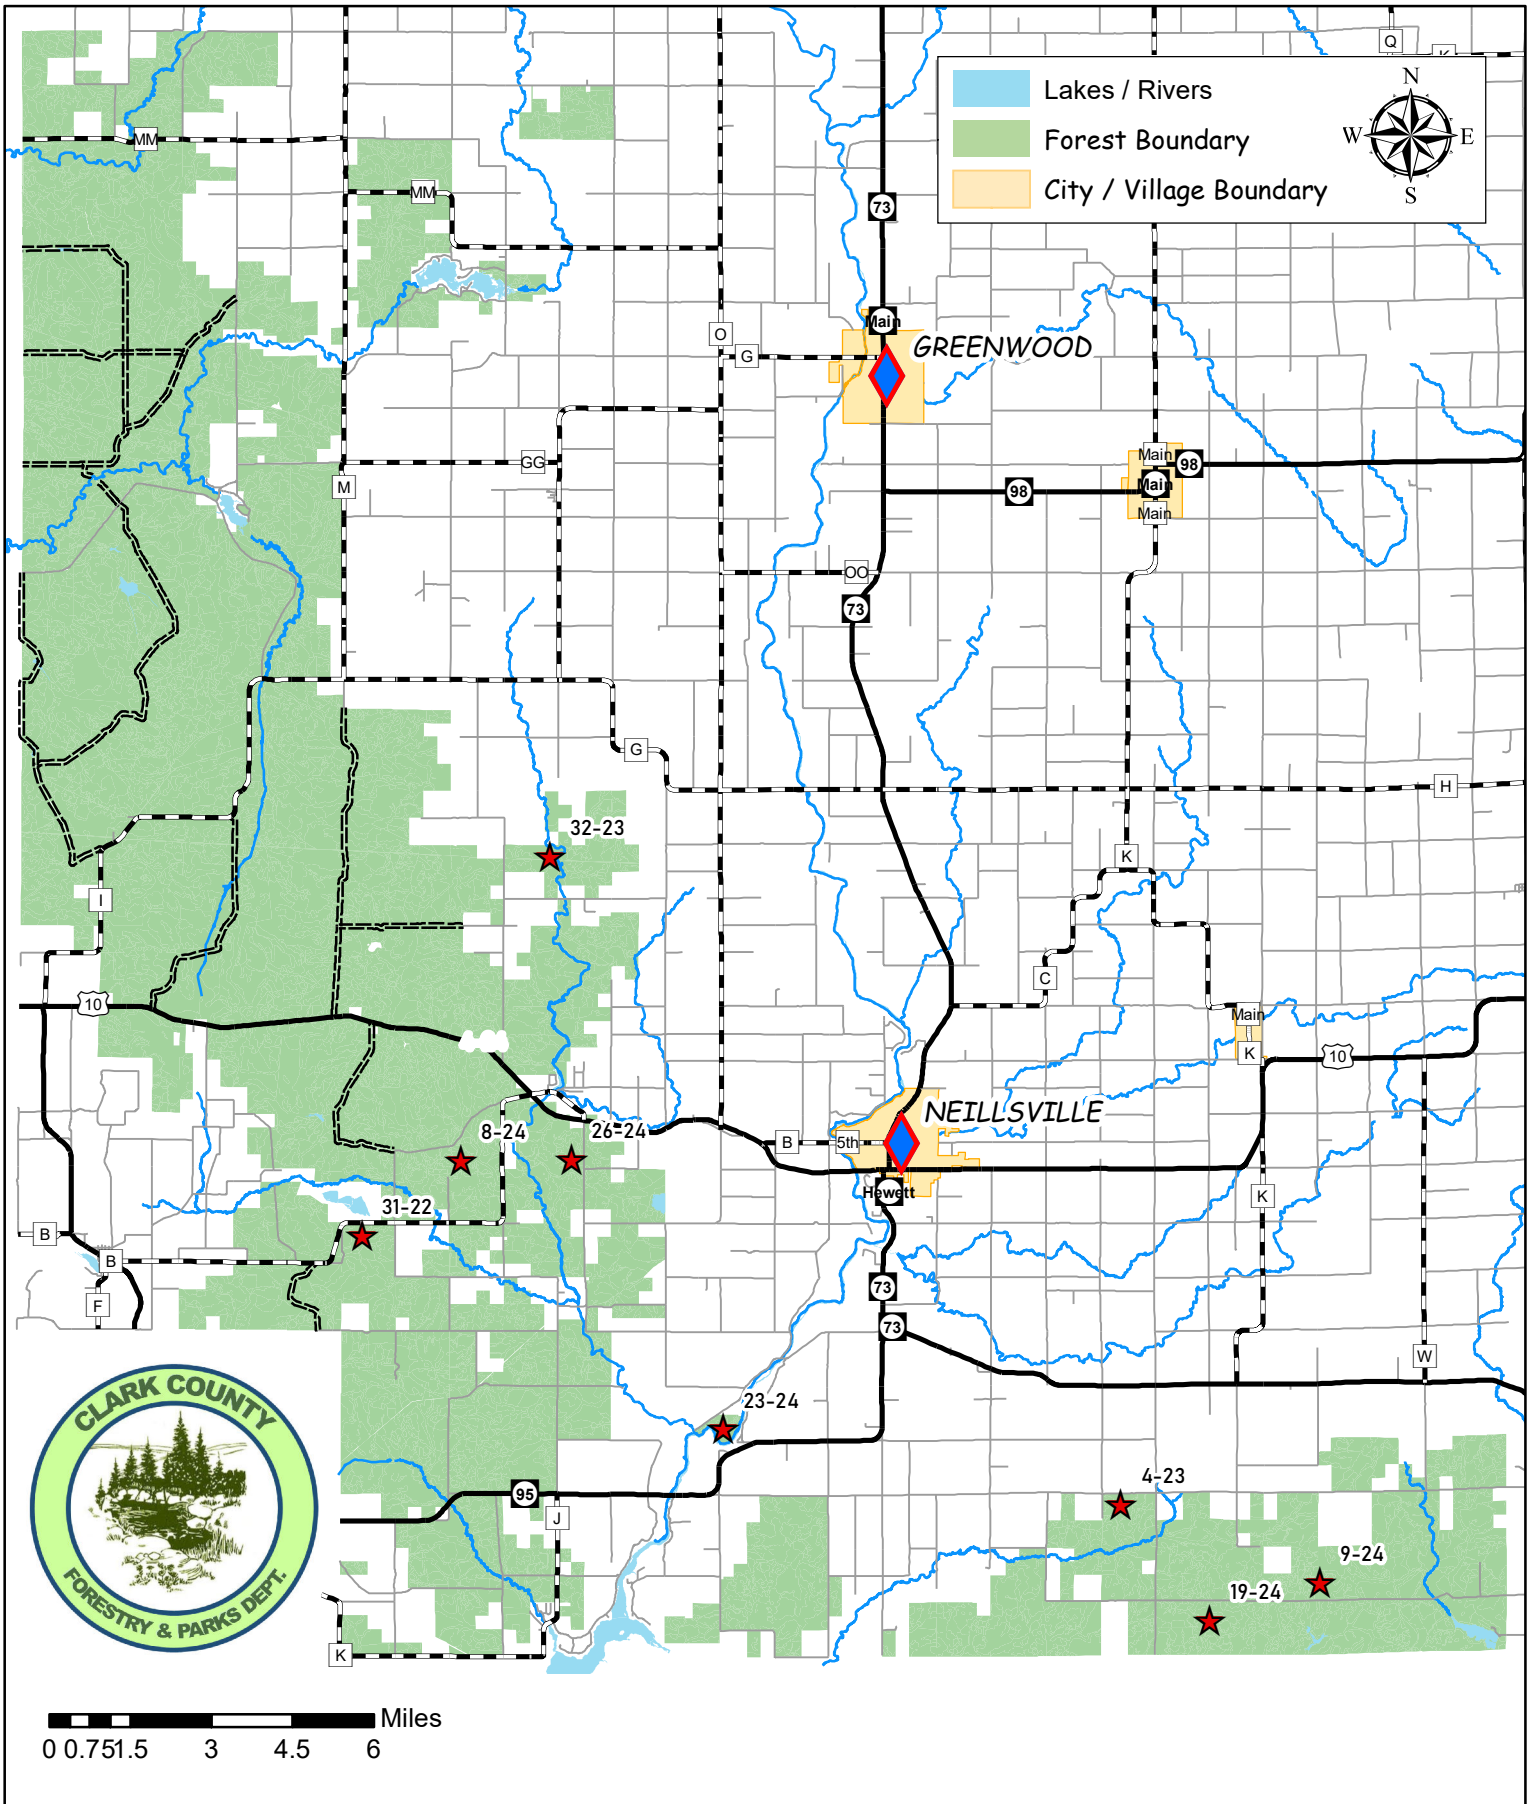 Q
K
Lakes / Rivers
Forest Boundary
City / Village Boundary
N
W
E
S
MM
MM
73
Main
O
G
GREENWOOD
Main
98
GG
M
Main
98
Main
OO
73
G
H
32-23
K
I
C
10
Main
K
10
NEILLSVILLE
8-24
26-24
B
5th
Hewett
K
31-22
B
B
F
73
73
W
CLARK COUNTY
FORESTRY & PARKS DEPT.
23-24
4-23
95
J
9-24
19-24
K
Miles
0 0.75 1.5 3 4.5 6